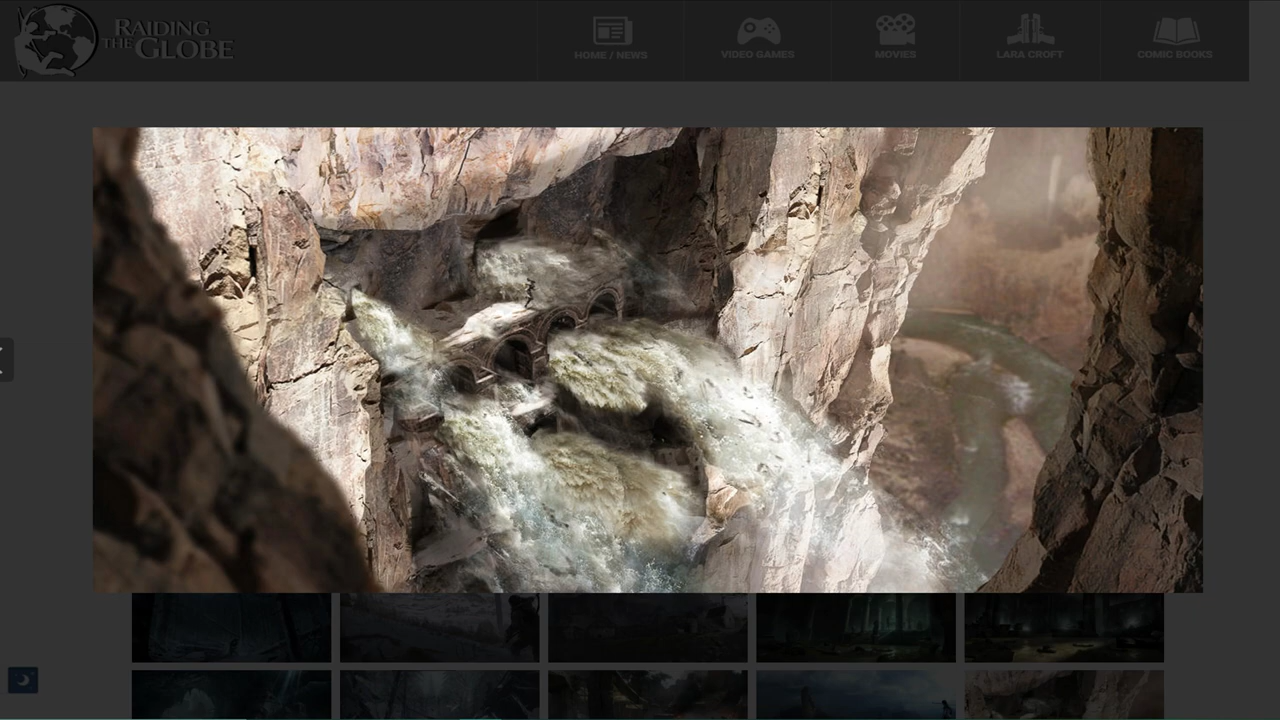 RAIDING
THE GLOBE
HOME / NEWS
VIDEO GAMES
MOVIES
LARA CROFT
COMIC BOOKS